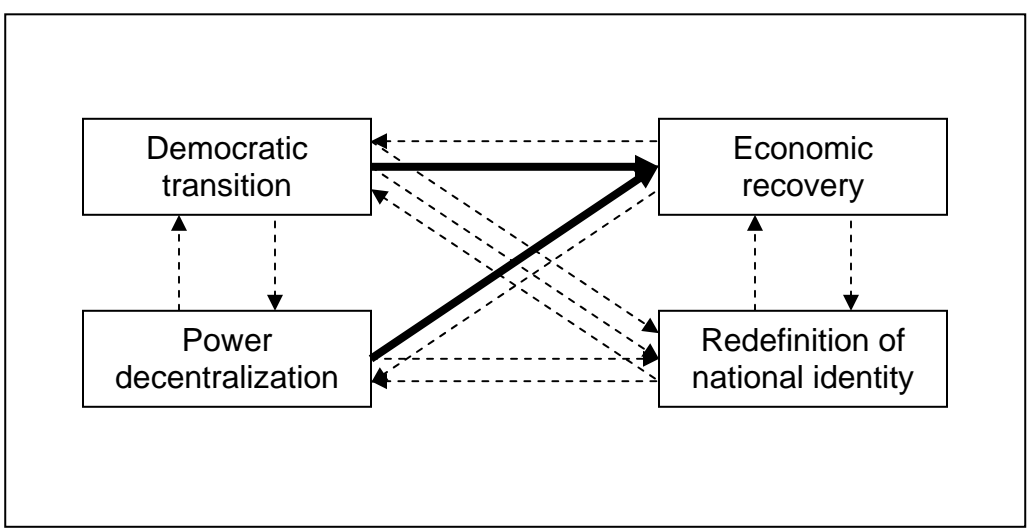 Democratic
transition
Economic
recovery
Power
decentralization
Redefinition of
national identity